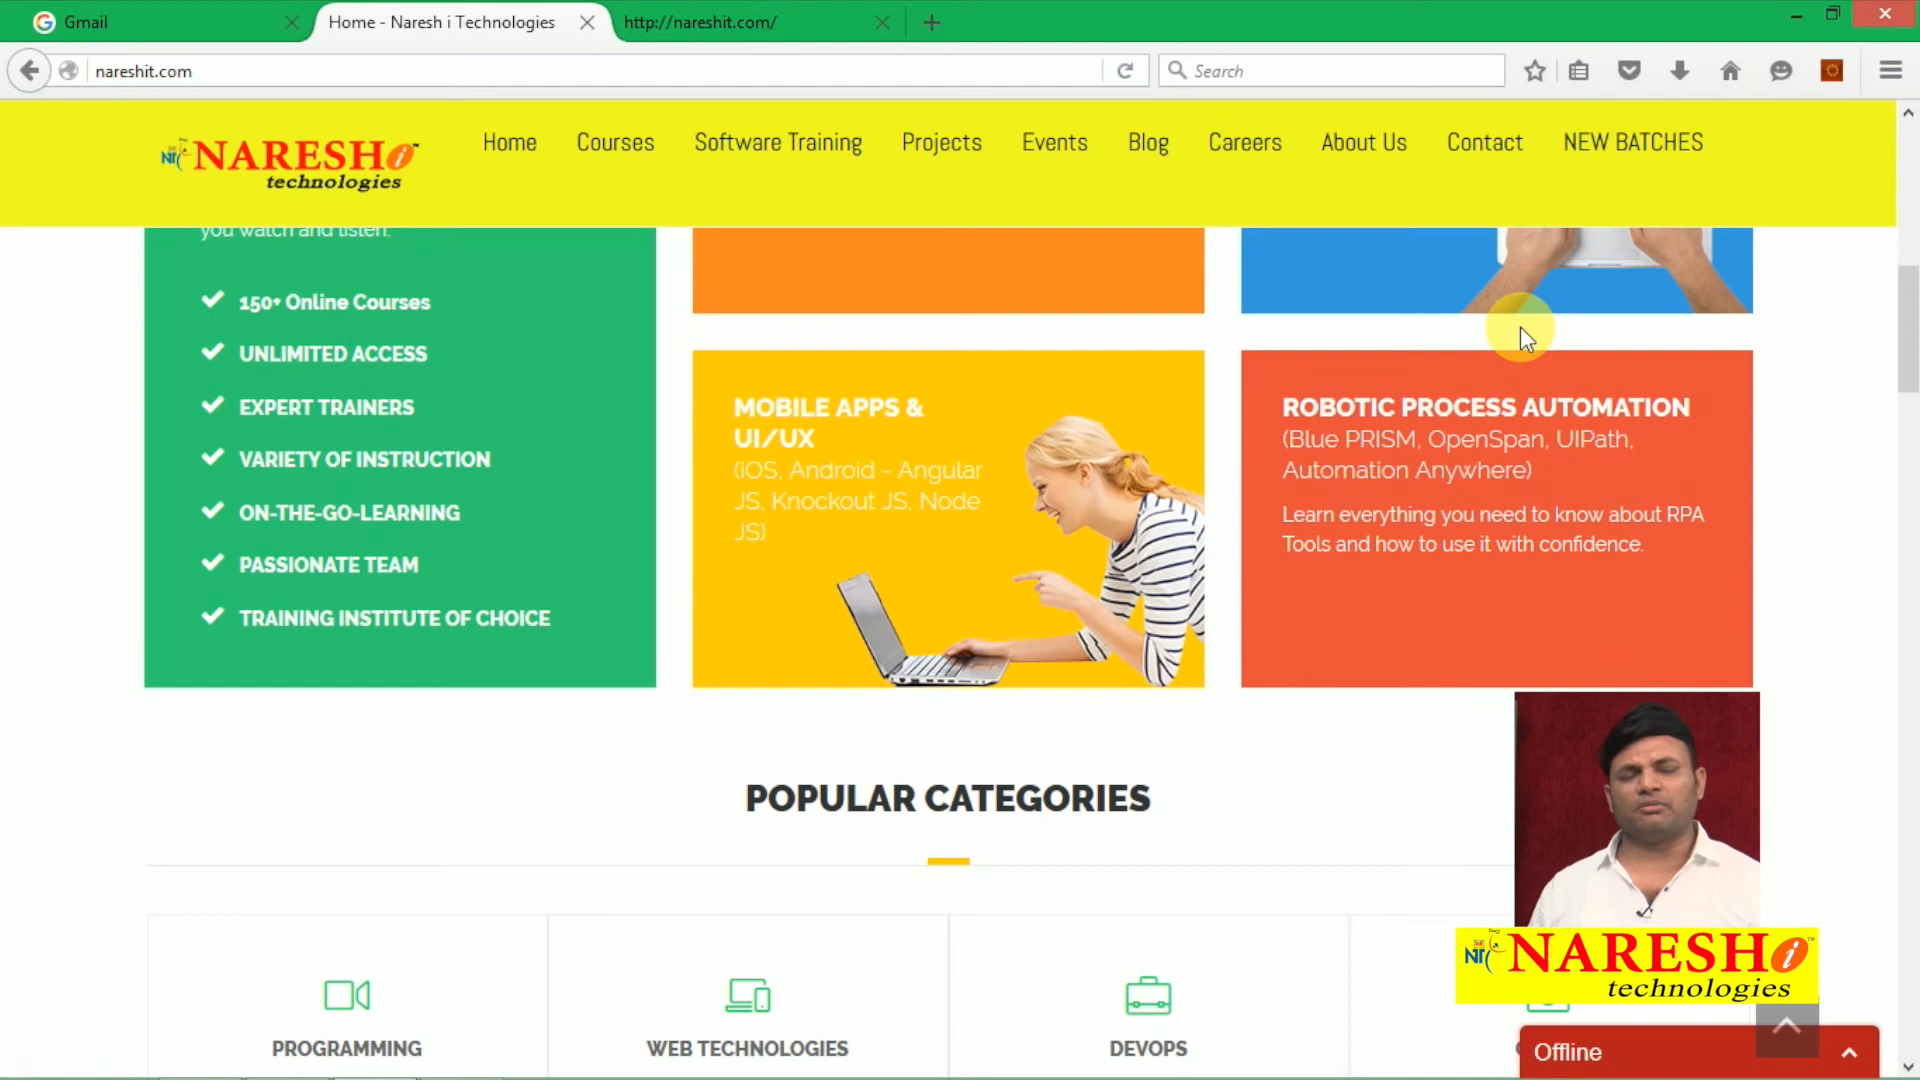 Gmail
Home - Naresh i Technologies
http://nareshit.com/
nareshit.com
Search
NARESH i
technologies
Home
Courses
Software Training
Projects
Events
Blog
Careers
About Us
Contact
NEW BATCHES
you watch and listen.
150+ Online Courses
UNLIMITED ACCESS
EXPERT TRAINERS
VARIETY OF INSTRUCTION
ON-THE-GO-LEARNING
PASSIONATE TEAM
TRAINING INSTITUTE OF CHOICE
MOBILE APPS &
UI/UX
(iOS, Android - Angular
JS, Knockout JS, Node
JS)
ROBOTIC PROCESS AUTOMATION
(Blue PRISM, OpenSpan, UIPath,
Automation Anywhere)
Learn everything you need to know about RPA
Tools and how to use it with confidence.
POPULAR CATEGORIES
PROGRAMMING
WEB TECHNOLOGIES
DEVOPS
NARESH i
technologies
Offline